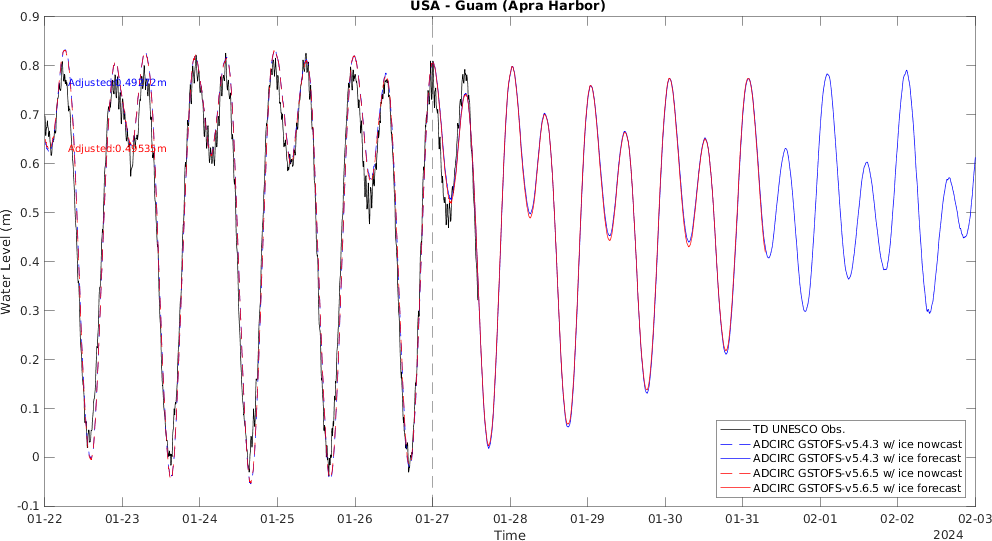 USA - Guam (Apra Harbor)
0.9
0.8
0.7
0.6
0.5
0.4
0.3
0.2
0.1
0
-0.1
Water Level (m)
Adjusted:0.49535m
TD UNESCO Obs.
ADCIRC GSTOFS-v5.4.3 w/ ice nowcast
ADCIRC GSTOFS-v5.4.3 w/ ice forecast
ADCIRC GSTOFS-v5.6.5 w/ ice nowcast
ADCIRC GSTOFS-v5.6.5 w/ ice forecast
01-22 01-23 01-24 01-25 01-26 01-27 01-28 01-29 01-30 01-31 02-01 02-02 02-03
Time
2024